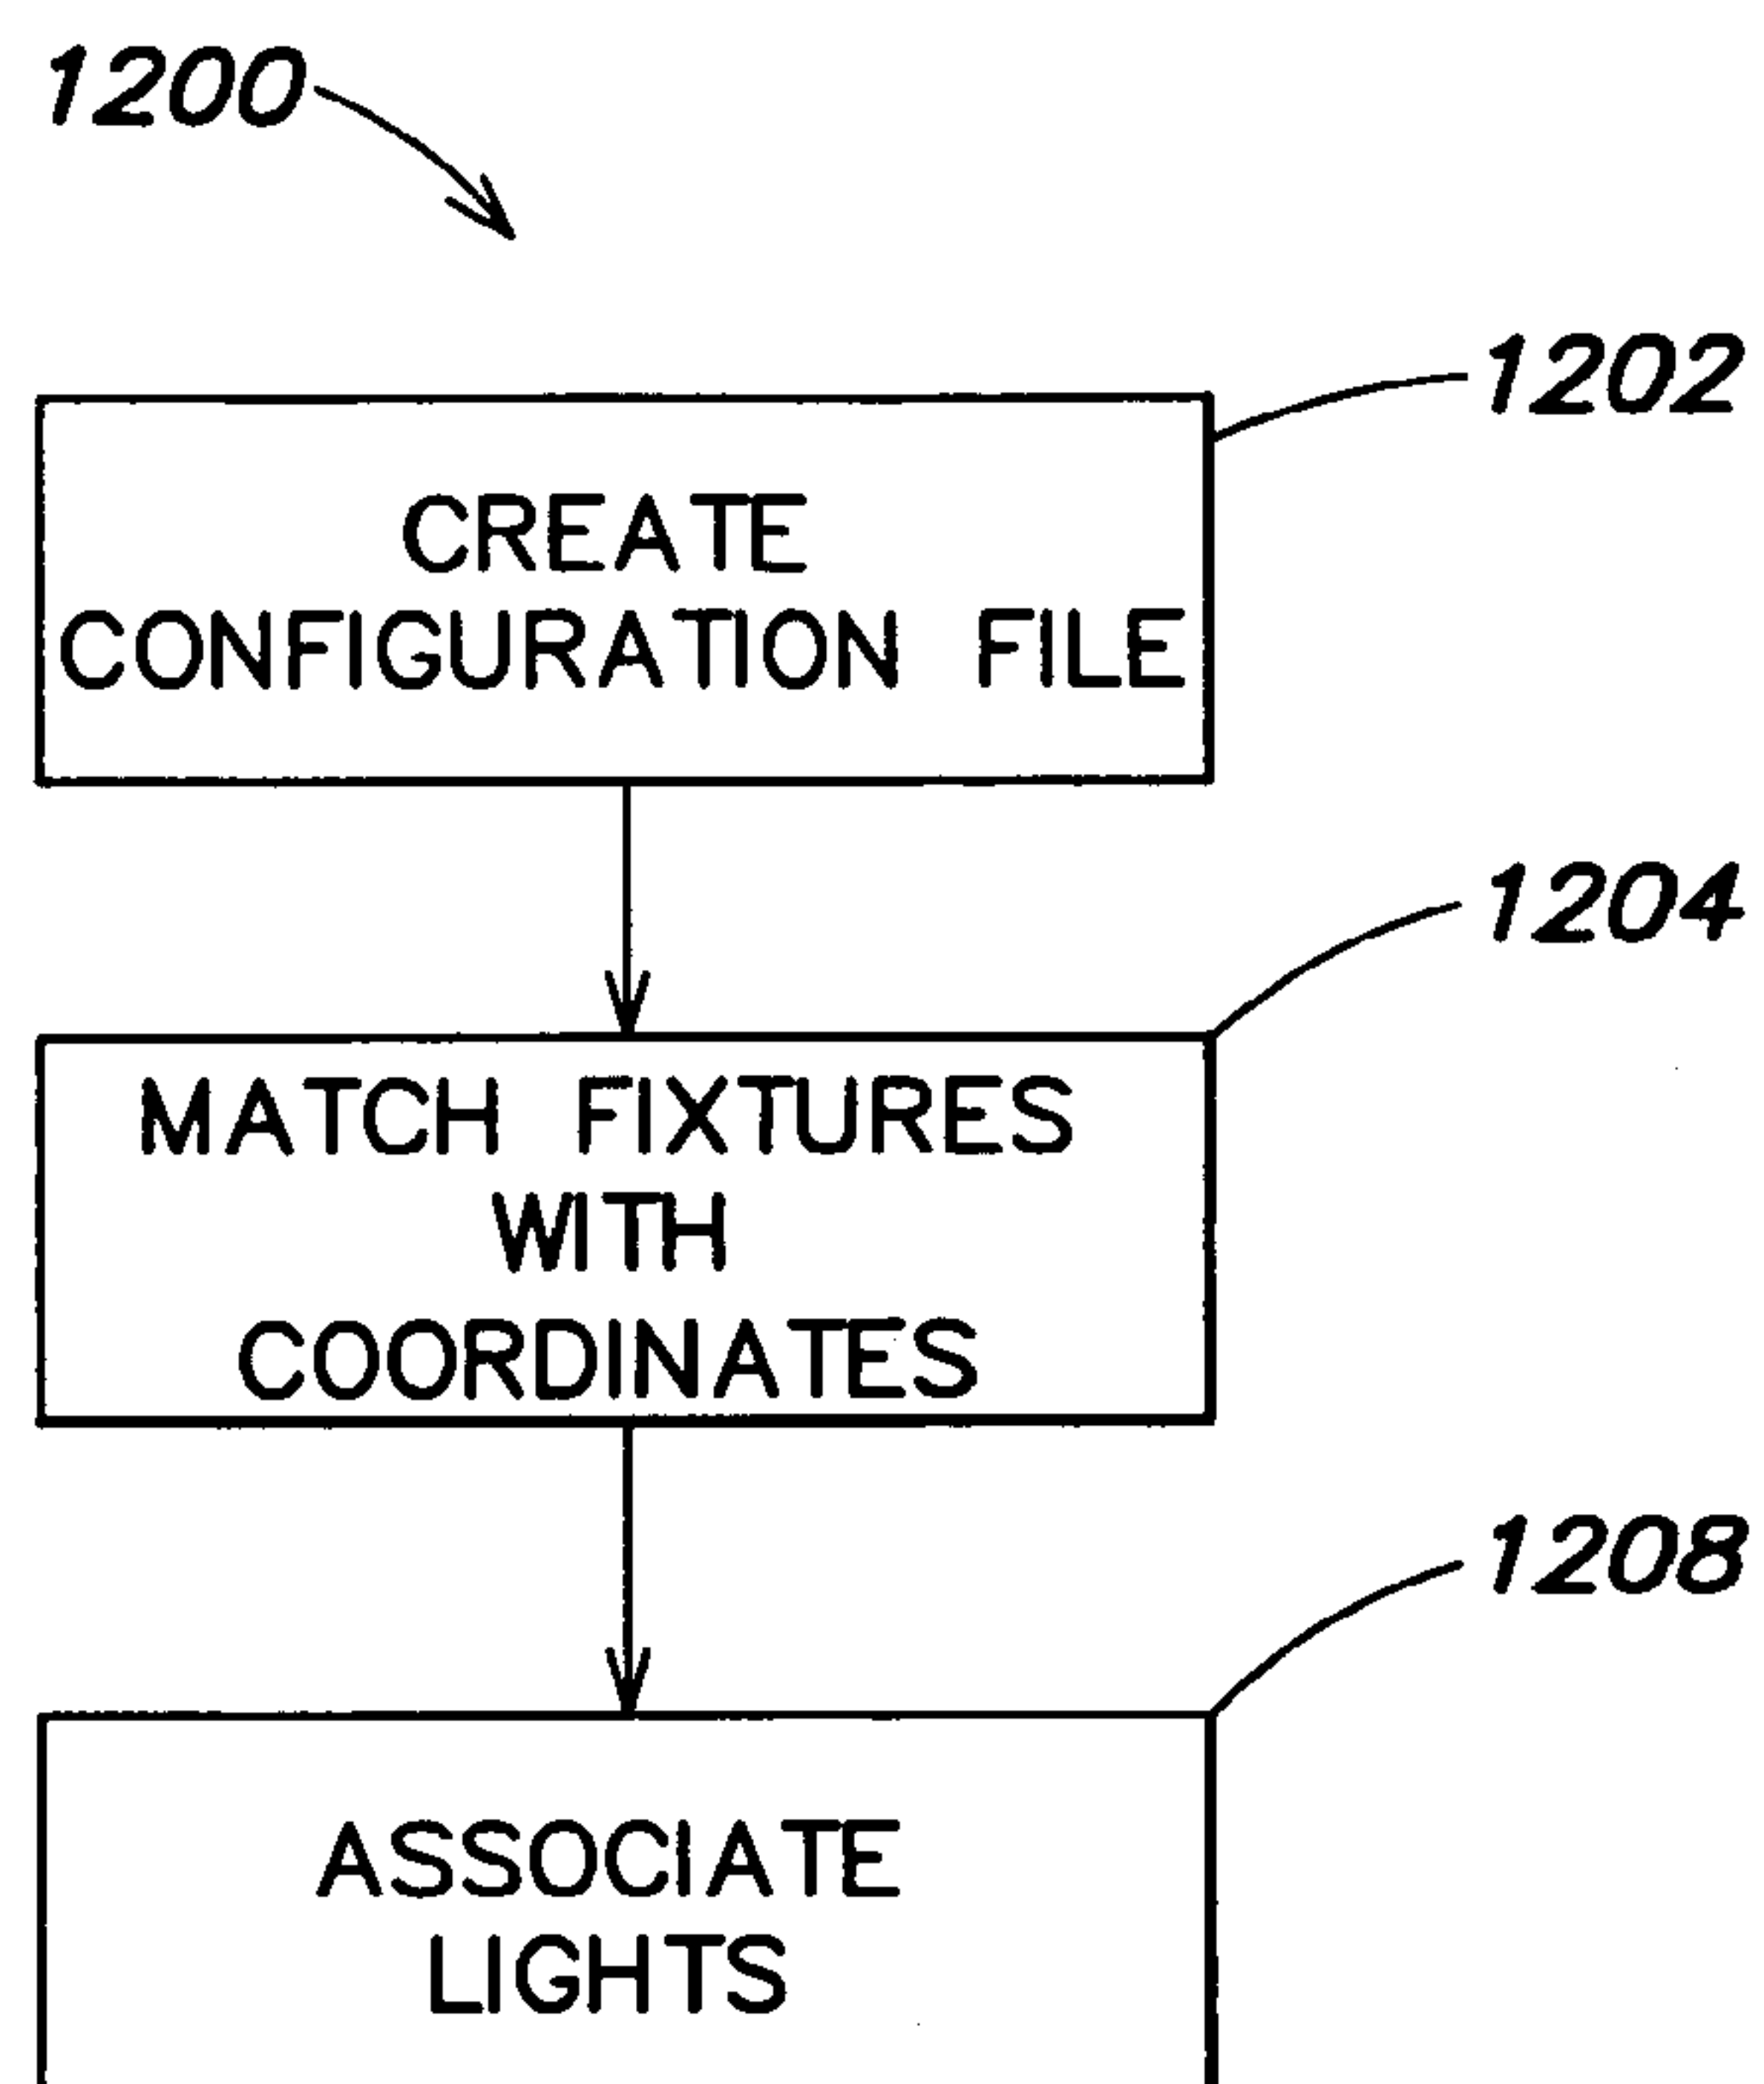 1200
1202
CREATE
CONFIGURATION FILE
1204
MATCH FIXTURES
WITH
COORDINATES
1208
ASSOCIATE
LIGHTS